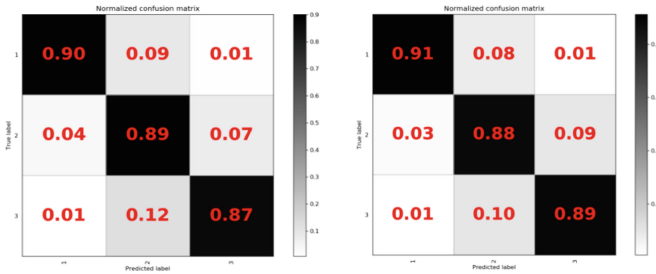 Normalized confusion matrix
1 0.90 0.09 0.01
2 0.04 0.89 0.07
3 0.01 0.12 0.87
1 2 3
True label
Predicted label
0.9
0.8
0.7
0.6
0.5
0.4
0.3
0.2
0.1
Normalized confusion matrix
1 0.91 0.08 0.01
2 0.03 0.88 0.09
3 0.01 0.10 0.89
1 2 3
True label
Predicted label
0.
0.
0.
0.